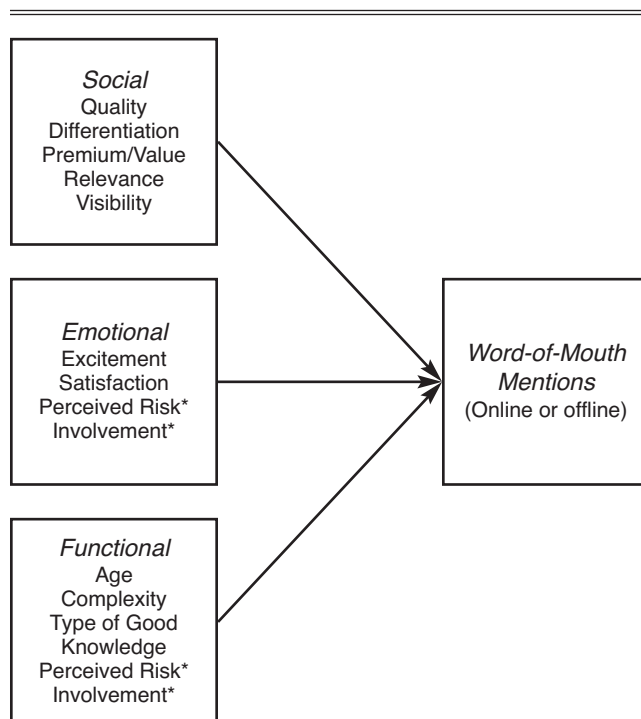 Social
Quality
Differentiation
Premium/Value
Relevance
Visibility
Emotional
Excitement
Satisfaction
Perceived Risk*
Involvement*
Functional
Age
Complexity
Type of Good
Knowledge
Perceived Risk*
Involvement*
Word-of-Mouth
Mentions
(Online or offline)